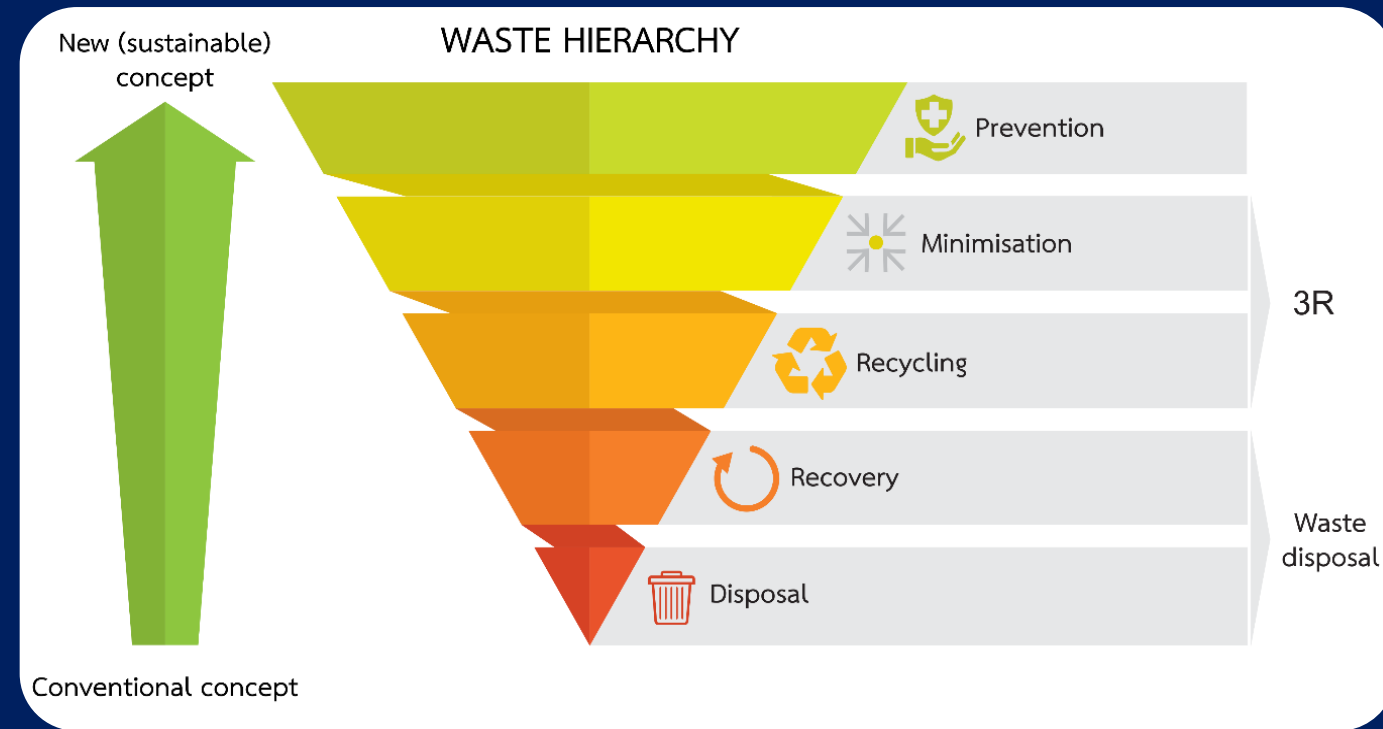 New (sustainable)
concept
WASTE HIERARCHY
Prevention
Minimisation
3R
Recycling
Recovery
Waste
disposal
Disposal
Conventional concept